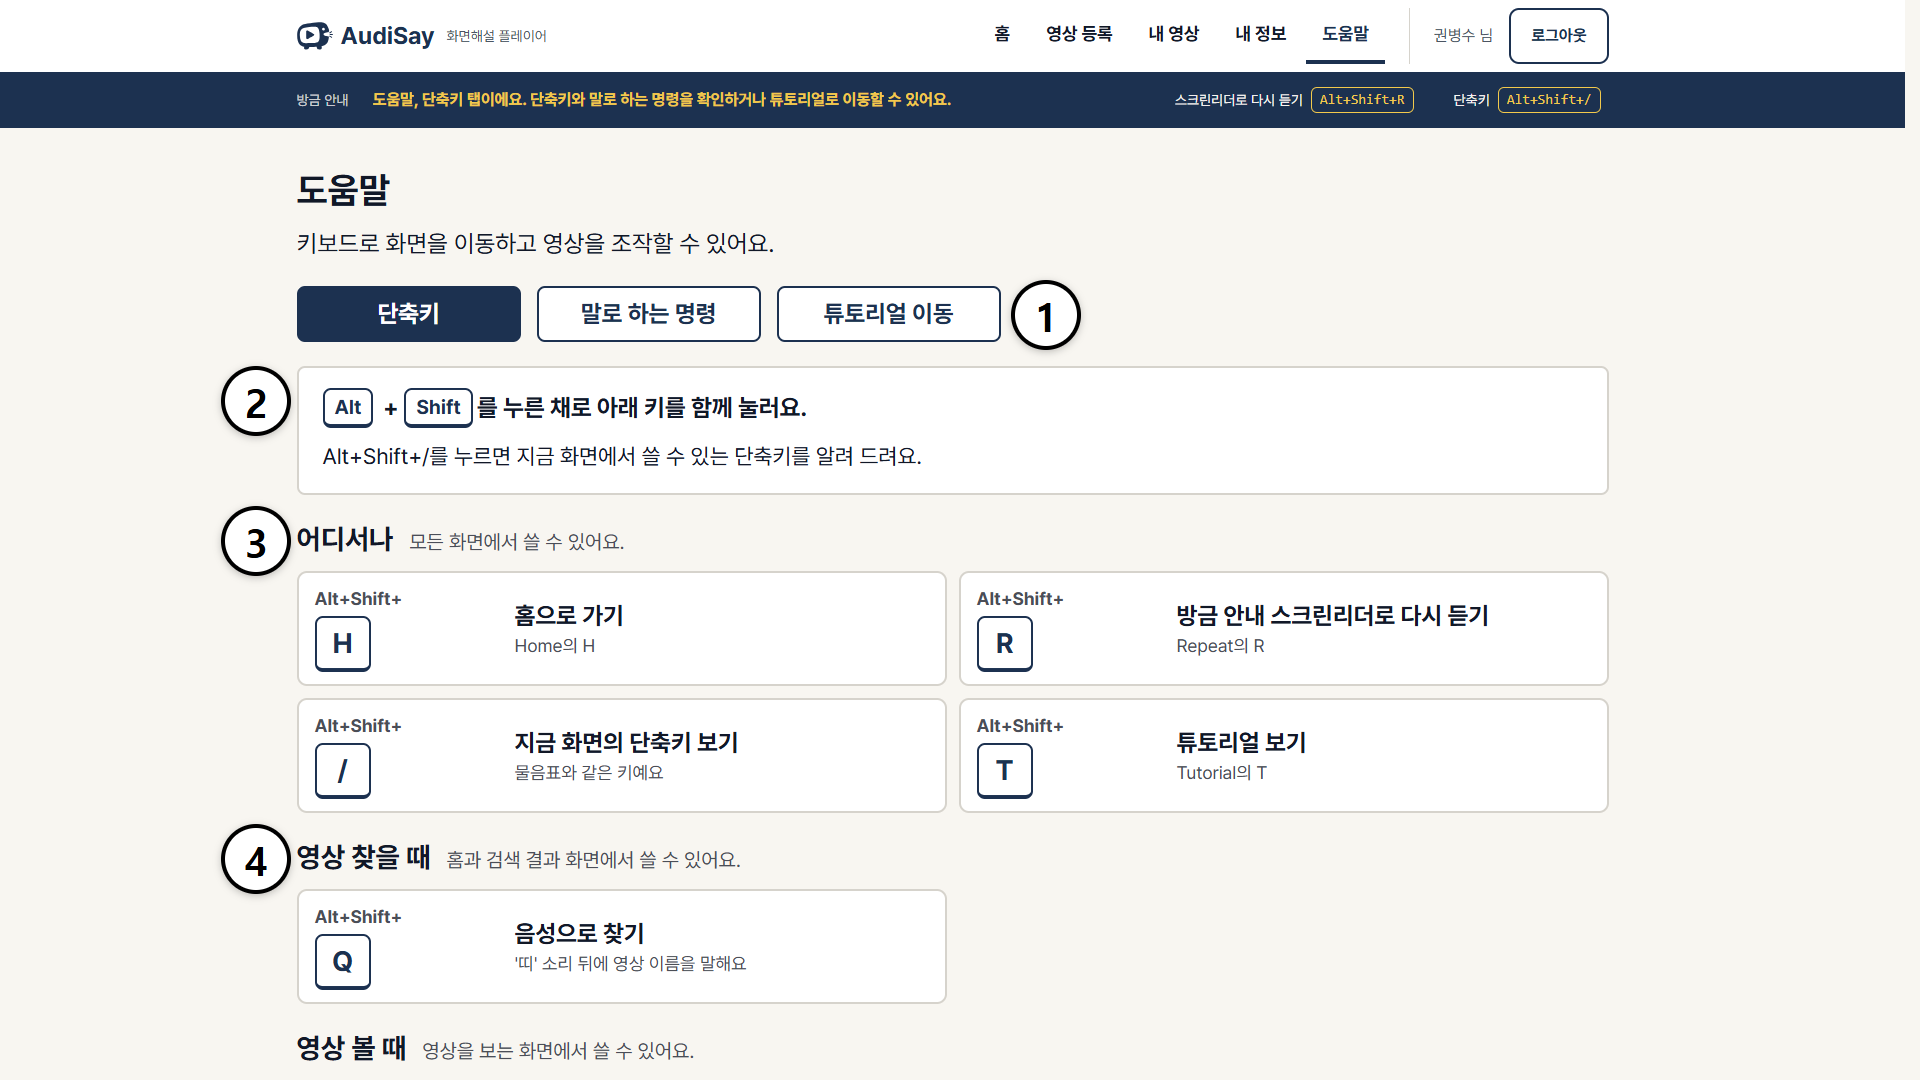 AudiSay 화면해설 플레이어
홈 영상 등록 내 영상 내 정보 도움말 권병수 님 로그아웃
방금 안내 도움말, 단축키 탭이에요. 단축키와 말로 하는 명령을 확인하거나 튜토리얼로 이동할 수 있어요.
스크린리더로 다시 듣기 Alt+Shift+R 단축키 Alt+Shift+/
도움말
키보드로 화면을 이동하고 영상을 조작할 수 있어요.
단축키 말로 하는 명령 튜토리얼 이동 1
2
Alt + Shift 를 누른 채로 아래 키를 함께 눌러요.
Alt+Shift+/를 누르면 지금 화면에서 쓸 수 있는 단축키를 알려 드려요.
3 어디서나 모든 화면에서 쓸 수 있어요.
Alt+Shift+
H
홈으로 가기
Home의 H
Alt+Shift+
R
방금 안내 스크린리더로 다시 듣기
Repeat의 R
Alt+Shift+
/
지금 화면의 단축키 보기
물음표와 같은 키예요
Alt+Shift+
T
튜토리얼 보기
Tutorial의 T
4 영상 찾을 때 홈과 검색 결과 화면에서 쓸 수 있어요.
Alt+Shift+
Q
음성으로 찾기
'띠' 소리 뒤에 영상 이름을 말해요
영상 볼 때 영상을 보는 화면에서 쓸 수 있어요.